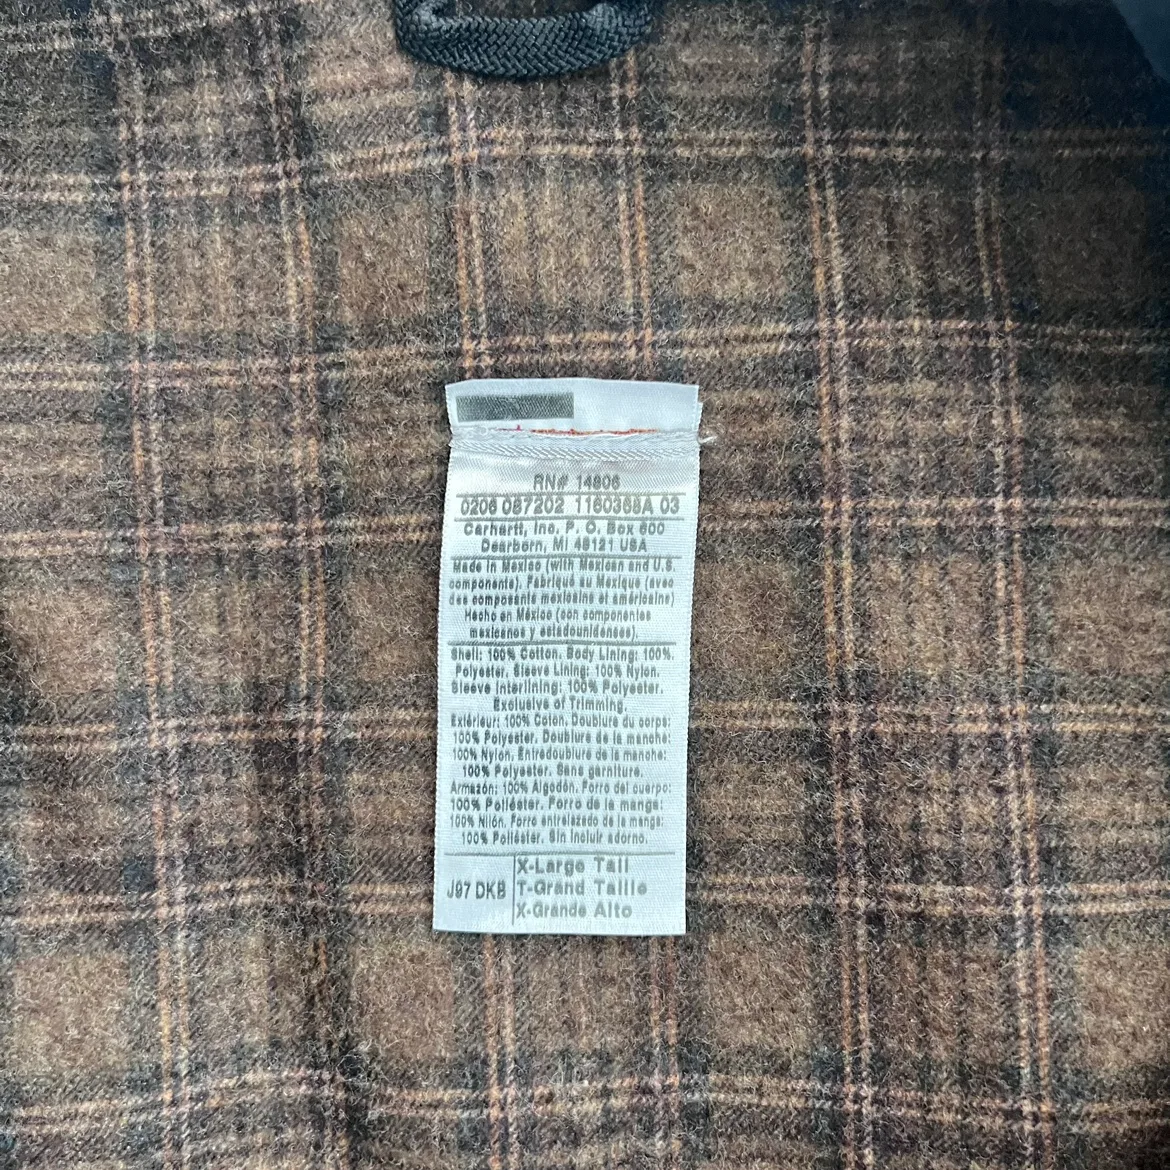 RN# 14806
0206 087202 1160368A 03
Carhartt, Inc. P. O. Box 600
Dearborn, MI 48121 USA
Made in Mexico (with Mexican and U.S.
components). Fabriqué au Mexique (avec
des composants mexicains et américains)
Hecho en México (con componentes
mexicanos y estadounidenses).
Shell: 100% Cotton. Body Lining: 100%
Polyester. Sleeve Lining: 100% Nylon.
Sleeve Interlining: 100% Polyester.
Exclusive of Trimming.
Extérieur: 100% Coton. Doublure du corps:
100% Polyester. Doublure de la manche:
100% Nylon. Entredoublure de la manche:
100% Polyester. Sans garniture.
Armazón: 100% Algodón. Forro del cuerpo:
100% Poliéster. Forro de la manga:
100% Nilón. Forro entrelazado de la manga:
100% Poliéster. Sin incluir adorno.
J97 DKB
X-Large Tall
T-Grand Taille
X-Grande Alto